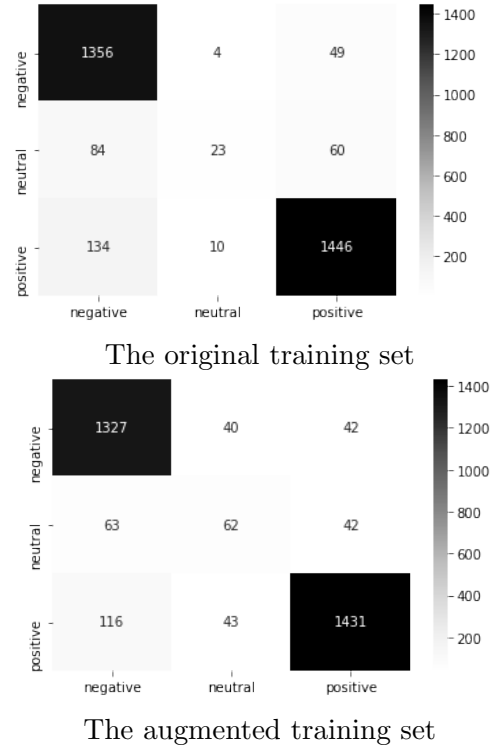 negative 1356 4 49
neutral 84 23 60
positive 134 10 1446
negative neutral positive
1400
1200
1000
800
600
400
200
The original training set
negative 1327 40 42
neutral 63 62 42
positive 116 43 1431
negative neutral positive
1400
1200
1000
800
600
400
200
The augmented training set